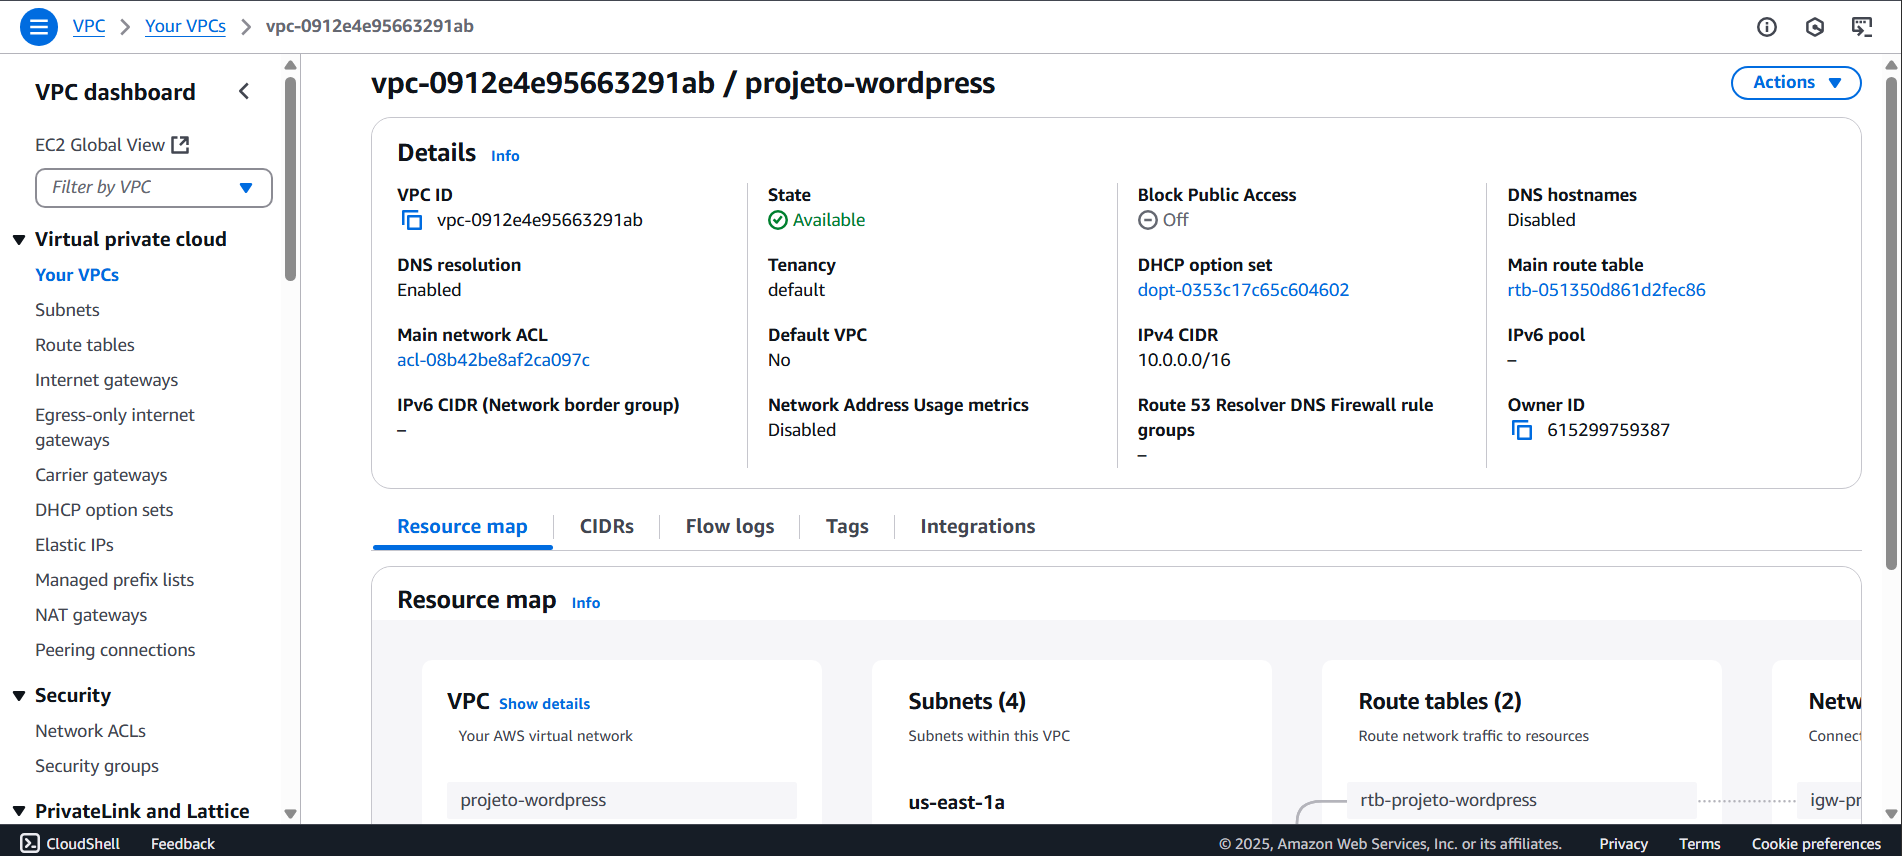 VPC > Your VPCs > vpc-0912e4e95663291ab
VPC dashboard
EC2 Global View
Filter by VPC
Virtual private cloud
Your VPCs
Subnets
Route tables
Internet gateways
Egress-only internet
gateways
Carrier gateways
DHCP option sets
Elastic IPs
Managed prefix lists
NAT gateways
Peering connections
Security
Network ACLs
Security groups
PrivateLink and Lattice
vpc-0912e4e95663291ab / projeto-wordpress
Actions
Details Info
VPC ID
vpc-0912e4e95663291ab
State
Available
Block Public Access
Off
DNS hostnames
Disabled
DNS resolution
Enabled
Tenancy
default
DHCP option set
dopt-0353c17c65c604602
Main route table
rtb-051350d861d2fec86
Main network ACL
acl-08b42be8af2ca097c
Default VPC
No
IPv4 CIDR
10.0.0.0/16
IPv6 pool
–
IPv6 CIDR (Network border group)
–
Network Address Usage metrics
Disabled
Route 53 Resolver DNS Firewall rule
groups
–
Owner ID
615299759387
Resource map
CIDRs
Flow logs
Tags
Integrations
Resource map Info
VPC Show details
Your AWS virtual network
projeto-wordpress
Subnets (4)
Subnets within this VPC
us-east-1a
Route tables (2)
Route network traffic to resources
rtb-projeto-wordpress
Netw
Connect
igw-pr
CloudShell
Feedback
© 2025, Amazon Web Services, Inc. or its affiliates.
Privacy
Terms
Cookie preferences